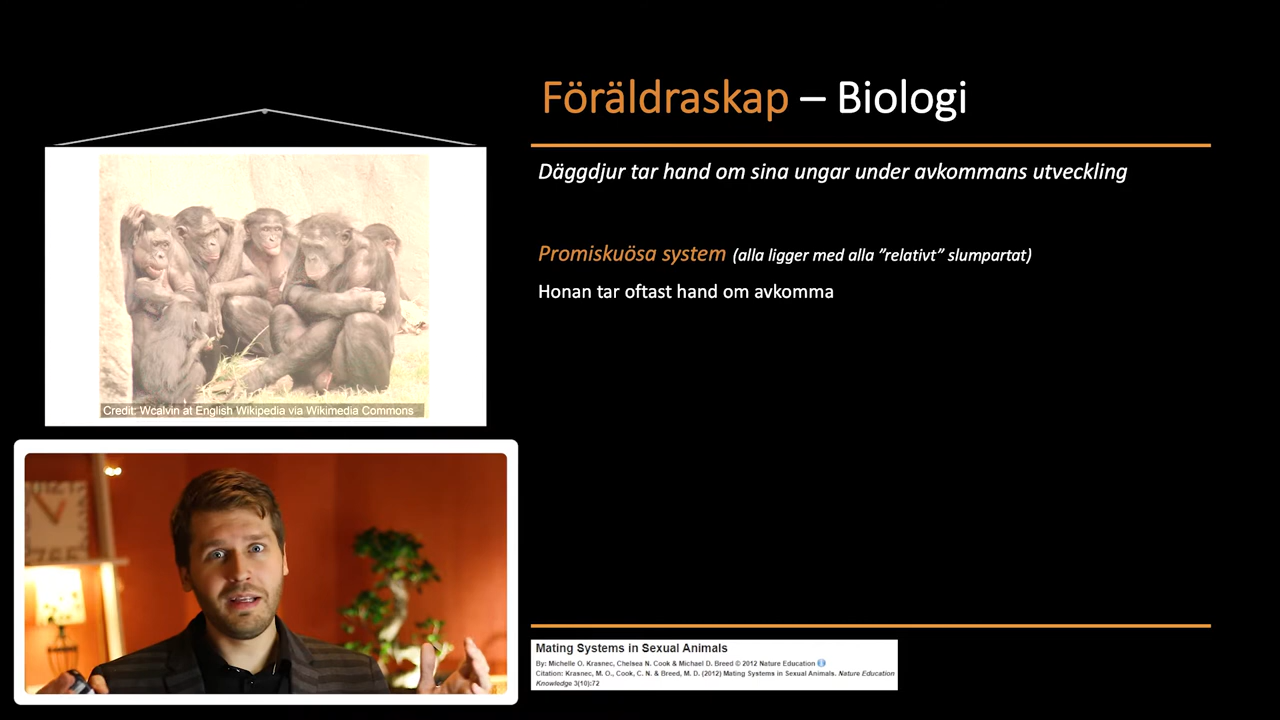 Föräldraskap – Biologi
Däggdjur tar hand om sina ungar under avkommans utveckling
Promiskuösa system (alla ligger med alla ”relativt” slumpartat)
Honan tar oftast hand om avkomma
Credit: Wcalvin at English Wikipedia via Wikimedia Commons
Mating Systems in Sexual Animals
By: Michelle O. Krasnec, Chelsea N. Cook & Michael D. Breed © 2012 Nature Education
Citation: Krasnec, M. O., Cook, C. N. & Breed, M. D. (2012) Mating Systems in Sexual Animals. Nature Education
Knowledge 3(10):72